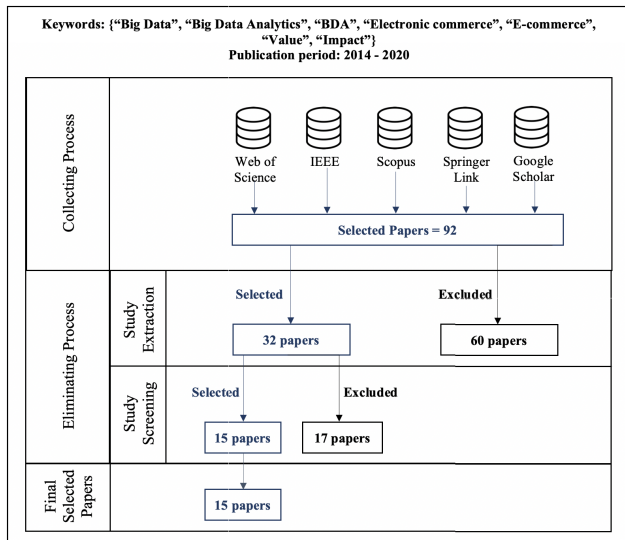 Keywords: {“Big Data”, “Big Data Analytics”, “BDA”, “Electronic commerce”, “E-commerce”,
“Value”, “Impact”}
Publication period: 2014 - 2020
Collecting Process
Web of
Science
IEEE
Scopus
Springer
Link
Google
Scholar
Selected Papers = 92
Eliminating Process
Study
Extraction
Selected
Excluded
32 papers
60 papers
Study
Screening
Selected
Excluded
15 papers
17 papers
Final
Selected
Papers
15 papers